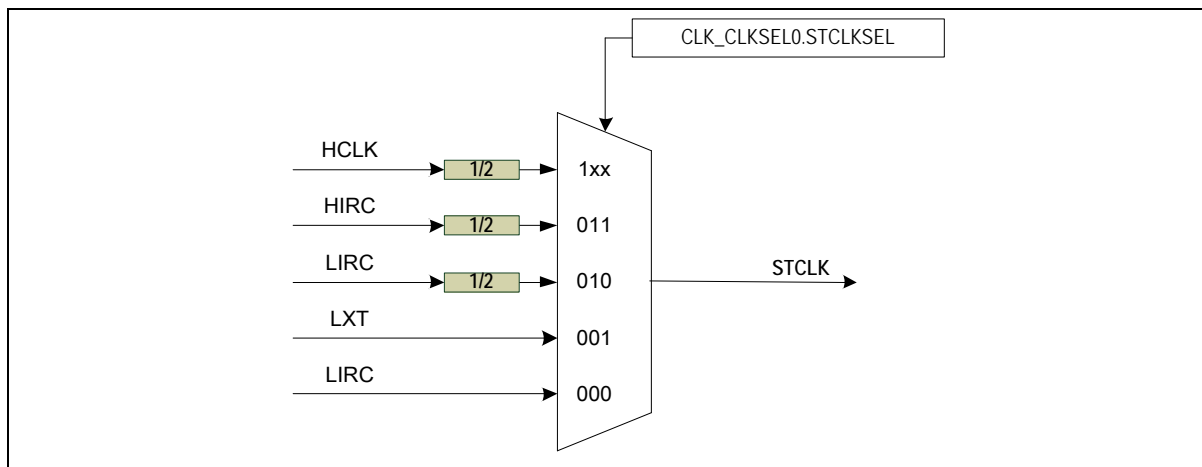 CLK_CLKSEL0.STCLKSEL
HCLK 1/2 1xx
HIRC 1/2 011
LIRC 1/2 010
STCLK
LXT 001
LIRC 000